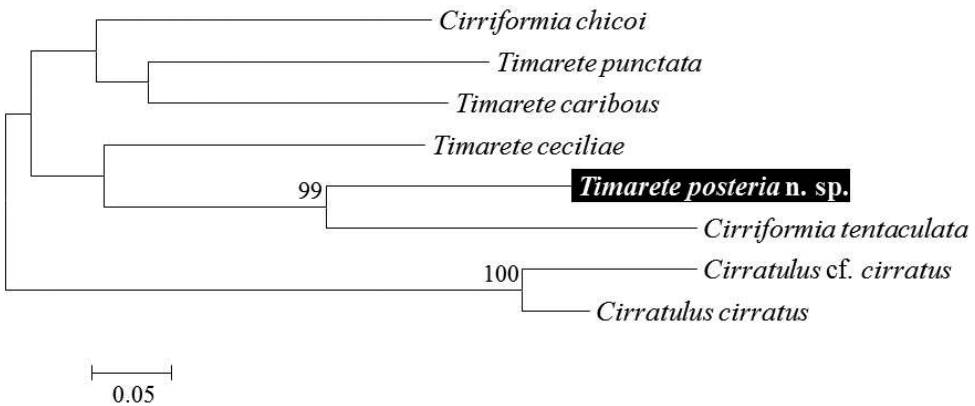 Cirriformia chicoi
Timarete punctata
Timarete caribous
Timarete ceciliae
99
Timarete posteria n. sp.
Cirriformia tentaculata
100
Cirratulus cf. cirratus
Cirratulus cirratus
0.05